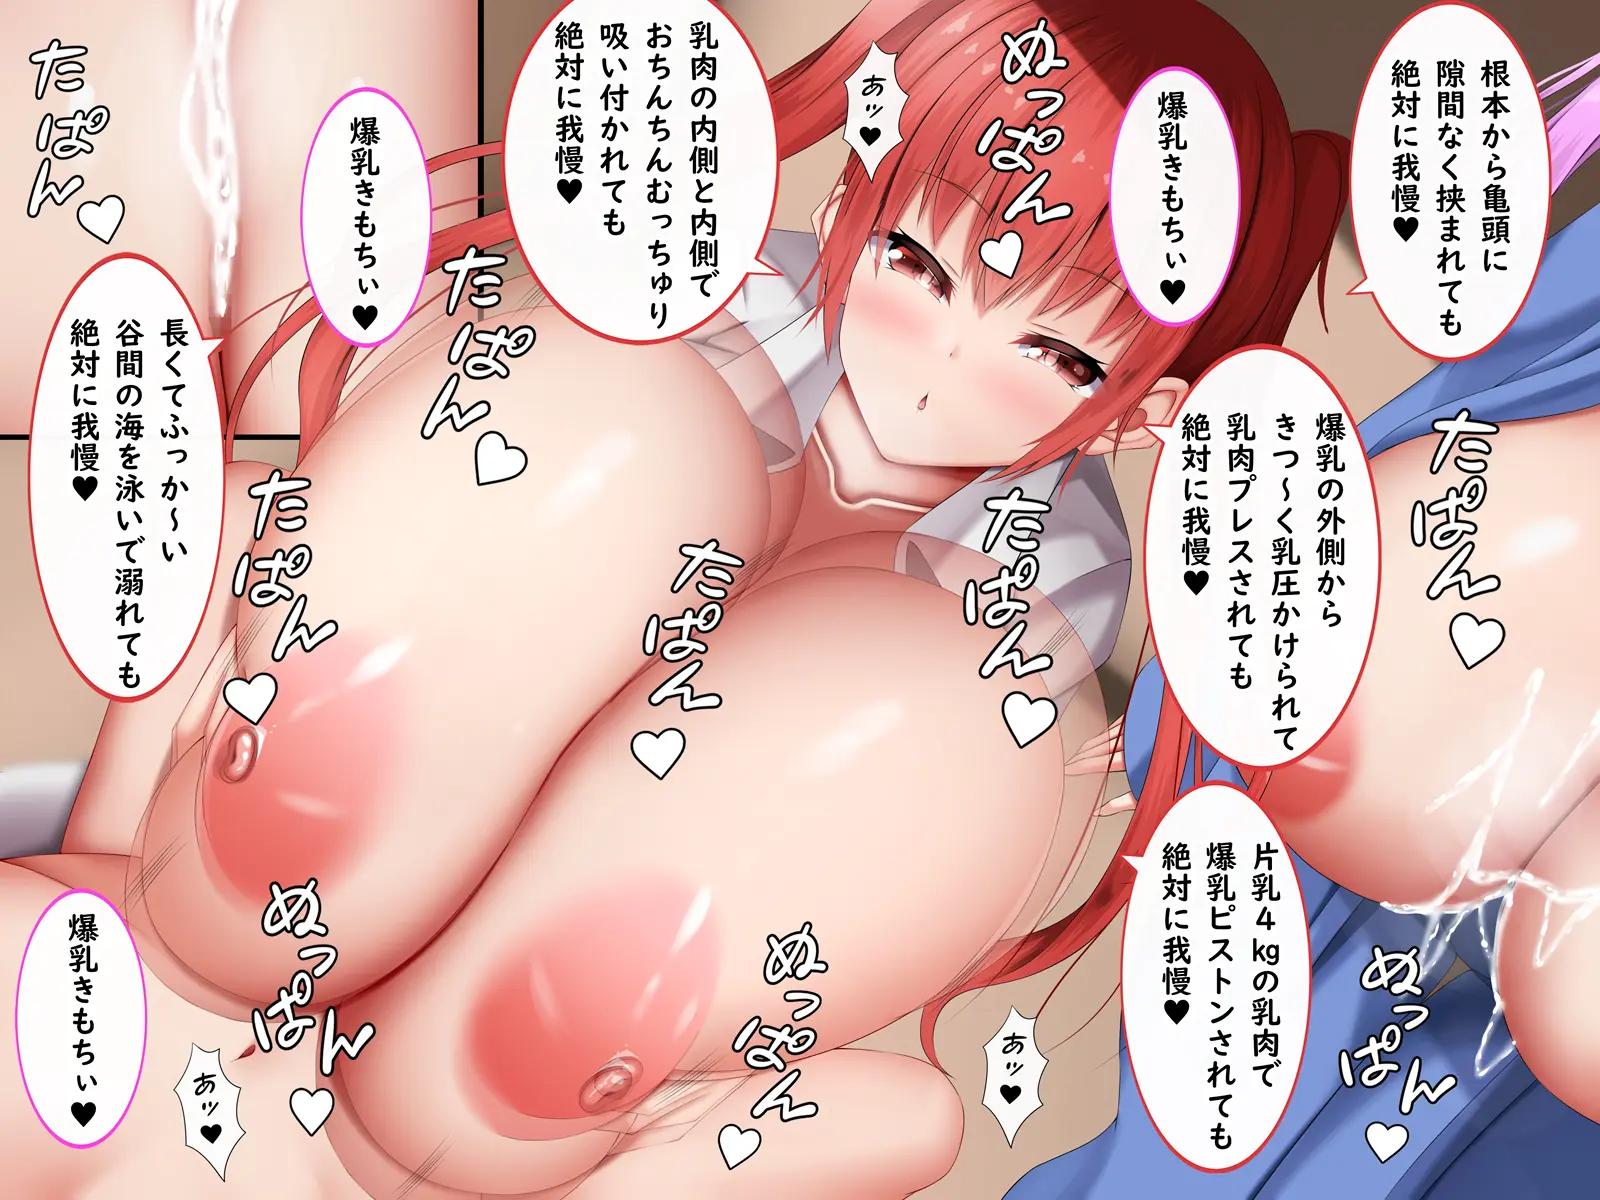 根本から亀頭に
隙間なく挟まれても
絶対に我慢♥
爆乳きもちぃ♥
ぬっぱん♡
あッ♥
乳肉の内側と内側で
おちんちんむっちゅり
吸い付かれても
絶対に我慢♥
爆乳きもちぃ♥
たぱん♡
たぱん♡
長くてふっか～い
谷間の海を泳いで溺れても
絶対に我慢♥
爆乳の外側から
きつ～く乳圧かけられて
乳肉プレスされても
絶対に我慢♥
たぱん♡
たぱん♡
たぱん♡
たぱん♡
片乳4kgの乳肉で
爆乳ピストンされても
絶対に我慢♥
ぬっぱん♡
あッ♥
ぬっぱん♡
ぬっぱん♡
あッ♥
爆乳きもちぃ♥